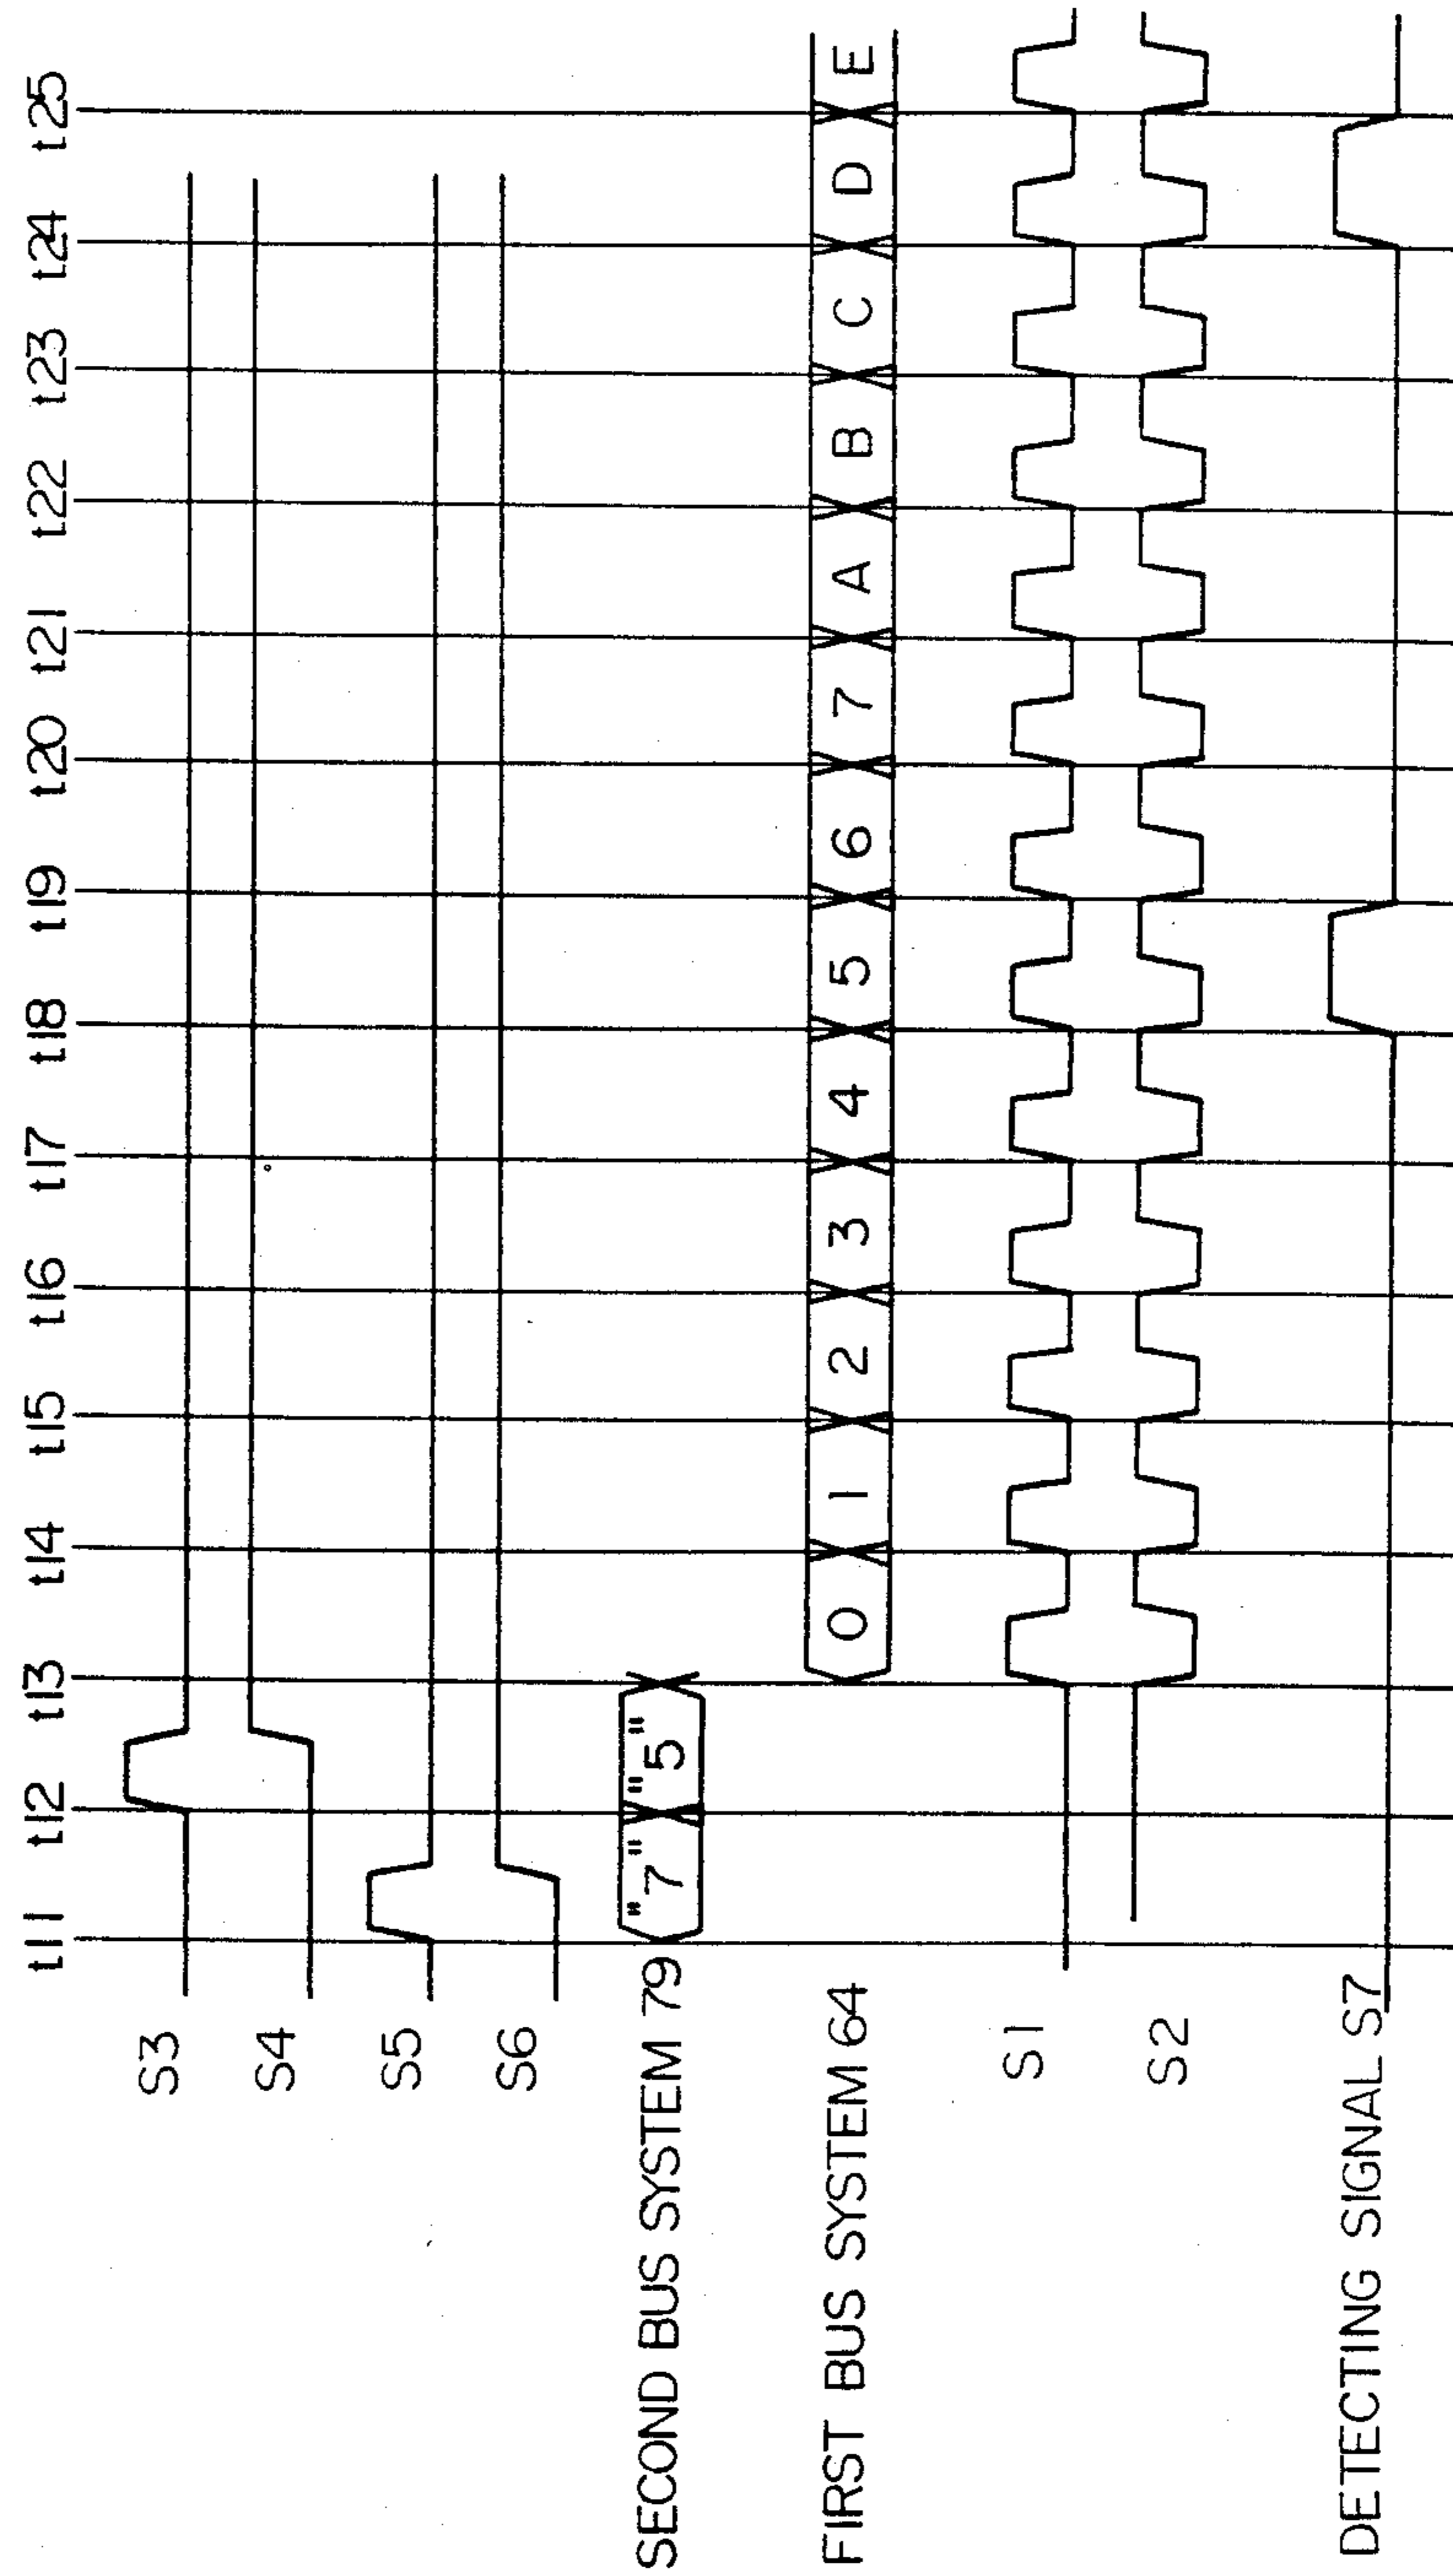 t11 t12 t13 t14 t15 t16 t17 t18 t19 t20 t21 t22 t23 t24 t25
S3
S4
S5
S6
SECOND BUS SYSTEM 79 "7" "5"
FIRST BUS SYSTEM 64 0 1 2 3 4 5 6 7 A B C D E
S1
S2
DETECTING SIGNAL S7